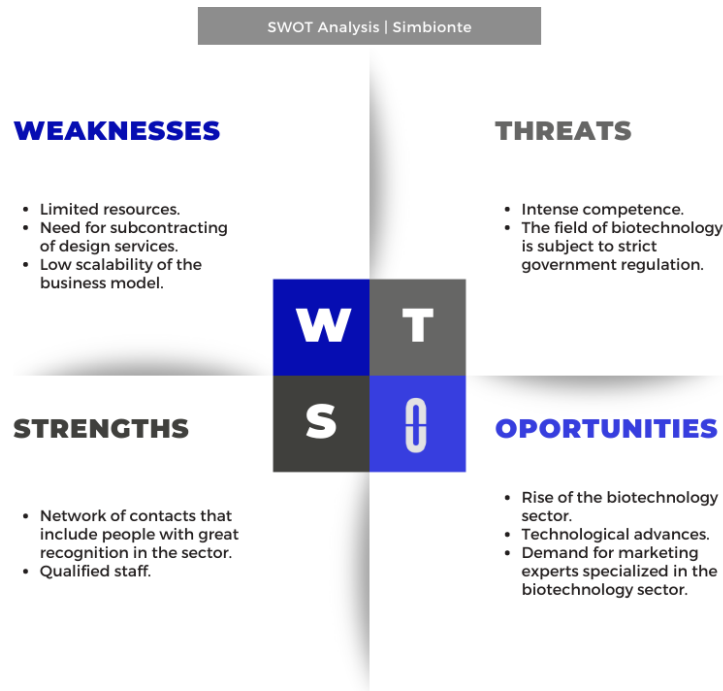 SWOT Analysis | Simbionte
WEAKNESSES
• Limited resources.
• Need for subcontracting
of design services.
• Low scalability of the
business model.
THREATS
• Intense competence.
• The field of biotechnology
is subject to strict
government regulation.
W T
S O
STRENGTHS
• Network of contacts that
include people with great
recognition in the sector.
• Qualified staff.
OPORTUNITIES
• Rise of the biotechnology
sector.
• Technological advances.
• Demand for marketing
experts specialized in the
biotechnology sector.